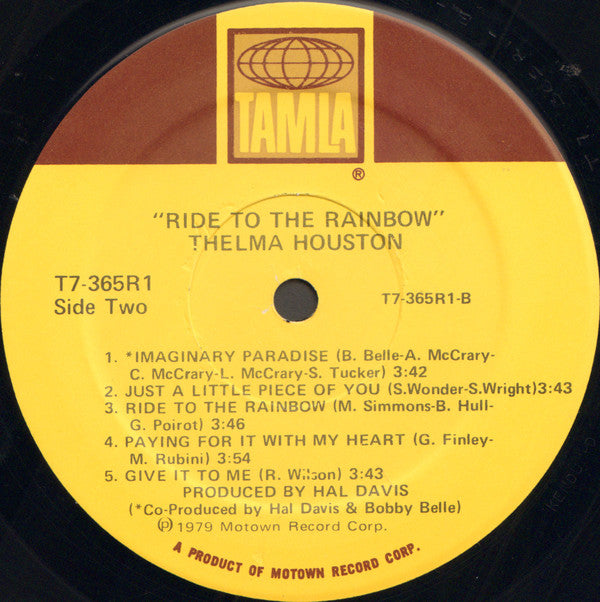 TAMLA
®
"RIDE TO THE RAINBOW"
THELMA HOUSTON
T7-365R1
Side Two
T7-365R1-B
1. *IMAGINARY PARADISE (B. Belle-A. McCrary-
C. McCrary-L. McCrary-S. Tucker) 3:42
2. JUST A LITTLE PIECE OF YOU (S.Wonder-S.Wright)3:43
3. RIDE TO THE RAINBOW (M. Simmons-B. Hull-
G. Poirot) 3:46
4. PAYING FOR IT WITH MY HEART (G. Finley-
M. Rubini) 3:54
5. GIVE IT TO ME (R. Wilson) 3:43
PRODUCED BY HAL DAVIS
(*Co-Produced by Hal Davis & Bobby Belle)
℗ 1979 Motown Record Corp.
A PRODUCT OF MOTOWN RECORD CORP.